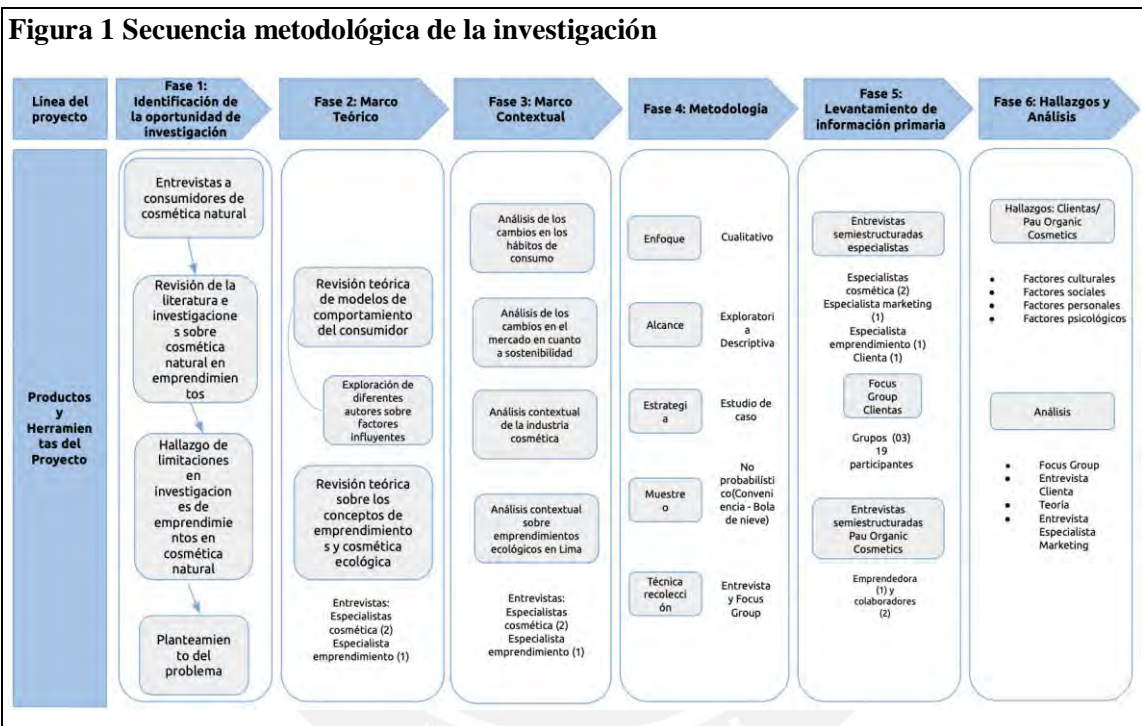 Figura 1 Secuencia metodológica de la investigación
Línea del
proyecto
Fase 1:
Identificación de
la oportunidad de
investigación
Fase 2: Marco
Teórico
Fase 3: Marco
Contextual
Fase 4: Metodología
Fase 5:
Levantamiento de
información primaria
Fase 6: Hallazgos y
Análisis
Productos
y
Herramien
tas del
Proyecto
Entrevistas a
consumidores de
cosmética natural
Revisión de la
literatura e
investigacione
s sobre
cosmética
natural en
emprendimien
tos
Hallazgo de
limitaciones
en
investigacion
es de
emprendimie
ntos en
cosmética
natural
Planteamien
to del
problema
Revisión teórica
de modelos de
comportamiento
del consumidor
Exploración de
diferentes
autores sobre
factores
influyentes
Revisión teórica
sobre los
conceptos de
emprendimiento
s y cosmética
ecológica
Entrevistas:
Especialistas
cosmética (2)
Especialista
emprendimiento (1)
Análisis de los
cambios en los
hábitos de
consumo
Análisis de los
cambios en el
mercado en cuanto
a sostenibilidad
Análisis contextual
de la industria
cosmética
Análisis contextual
sobre
emprendimientos
ecológicos en Lima
Entrevistas:
Especialistas
cosmética (2)
Especialista
emprendimiento (1)
Enfoque
Cualitativo
Alcance
Exploratori
a
Descriptiva
Estrategi
a
Estudio de
caso
Muestre
o
No
probabilísti
co(Conveni
encia - Bola
de nieve)
Técnica
recolecci
ón
Entrevista
y Focus
Group
Entrevistas
semiestructuradas
especialistas
Especialistas
cosmética (2)
Especialista marketing
(1)
Especialista
emprendimiento (1)
Clienta (1)
Focus
Group
Clientas
Grupos (03)
19
participantes
Entrevistas
semiestructuradas
Pau Organic
Cosmetics
Emprendedora
(1) y
colaboradores
(2)
Hallazgos: Clientas/
Pau Organic
Cosmetics
● Factores culturales
● Factores sociales
● Factores personales
● Factores psicológicos
Análisis
● Focus Group
● Entrevista
Clienta
● Teoría
● Entrevista
Especialista
Marketing